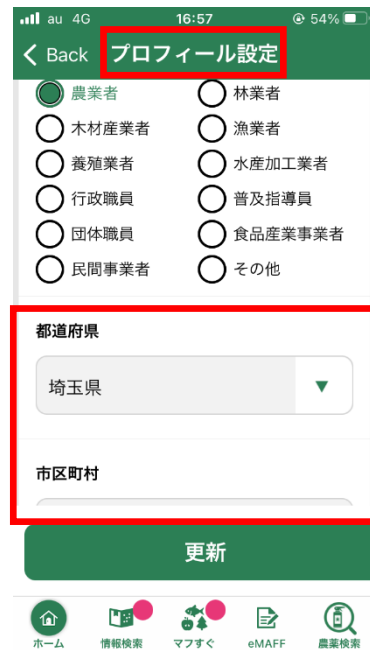 au 4G 16:57 54%
Back プロフィール設定
農業者 林業者
木材産業者 漁業者
養殖業者 水産加工業者
行政職員 普及指導員
団体職員 食品産業事業者
民間事業者 その他
都道府県
埼玉県
市区町村
更新
ホーム 情報検索 マフすぐ eMAFF 農薬検索